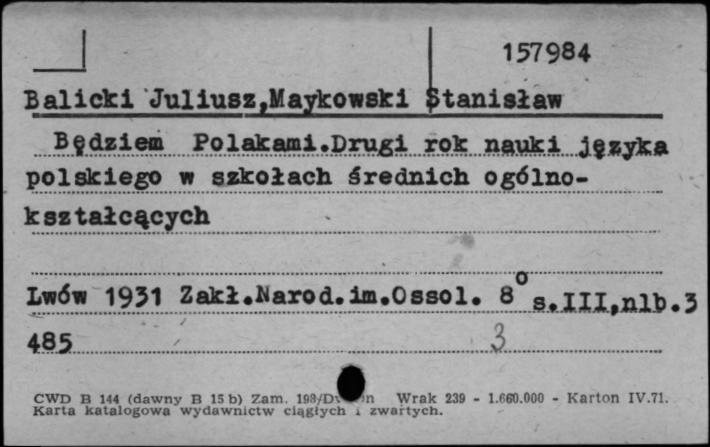 157984
Balicki Juliusz,Maykowski Stanisław
Będziem Polakami.Drugi rok nauki języka
polskiego w szkołach średnich ogólno-
kształcących
Lwów 1931 Zakł.Narod.im.Ossol. 8° s.III,nlb.3
485 3
CWD B 144 (dawny B 15 b) Zam. Wrak 239 - 1.660.000 - Karton IV.71.
Karta katalogowa wydawnictw ciągłych i zwartych.